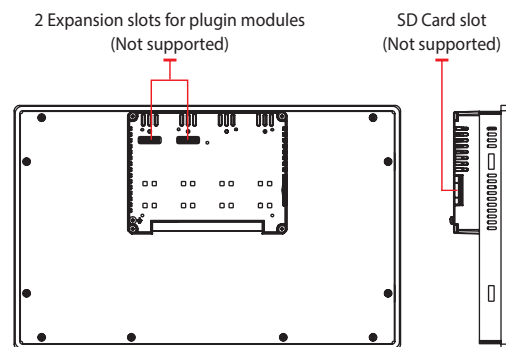 2 Expansion slots for plugin modules
(Not supported)
SD Card slot
(Not supported)